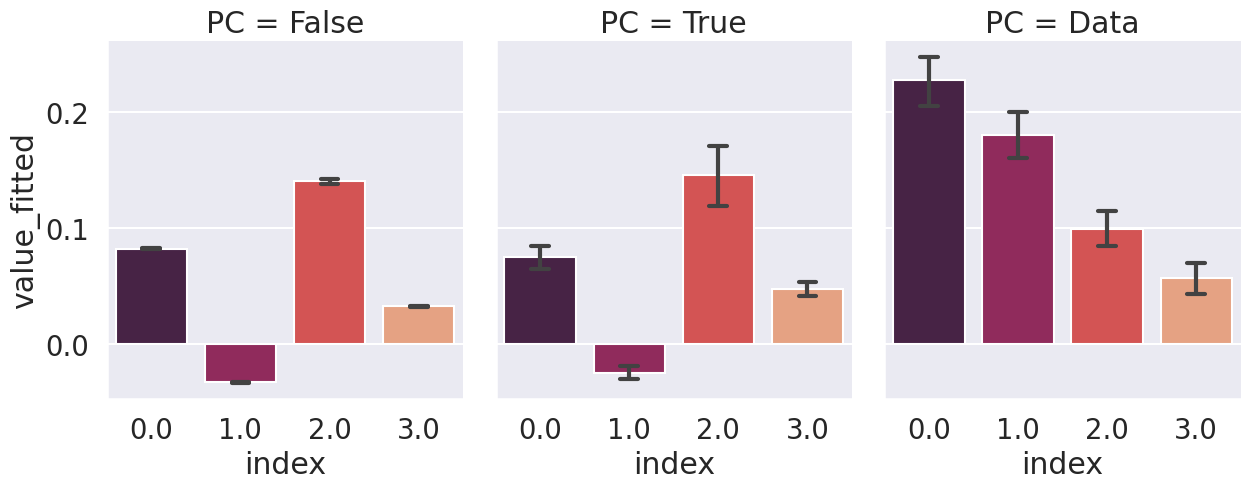 PC = False
PC = True
PC = Data
value_fitted
0.2
0.1
0.0
0.0 1.0 2.0 3.0
0.0 1.0 2.0 3.0
0.0 1.0 2.0 3.0
index
index
index